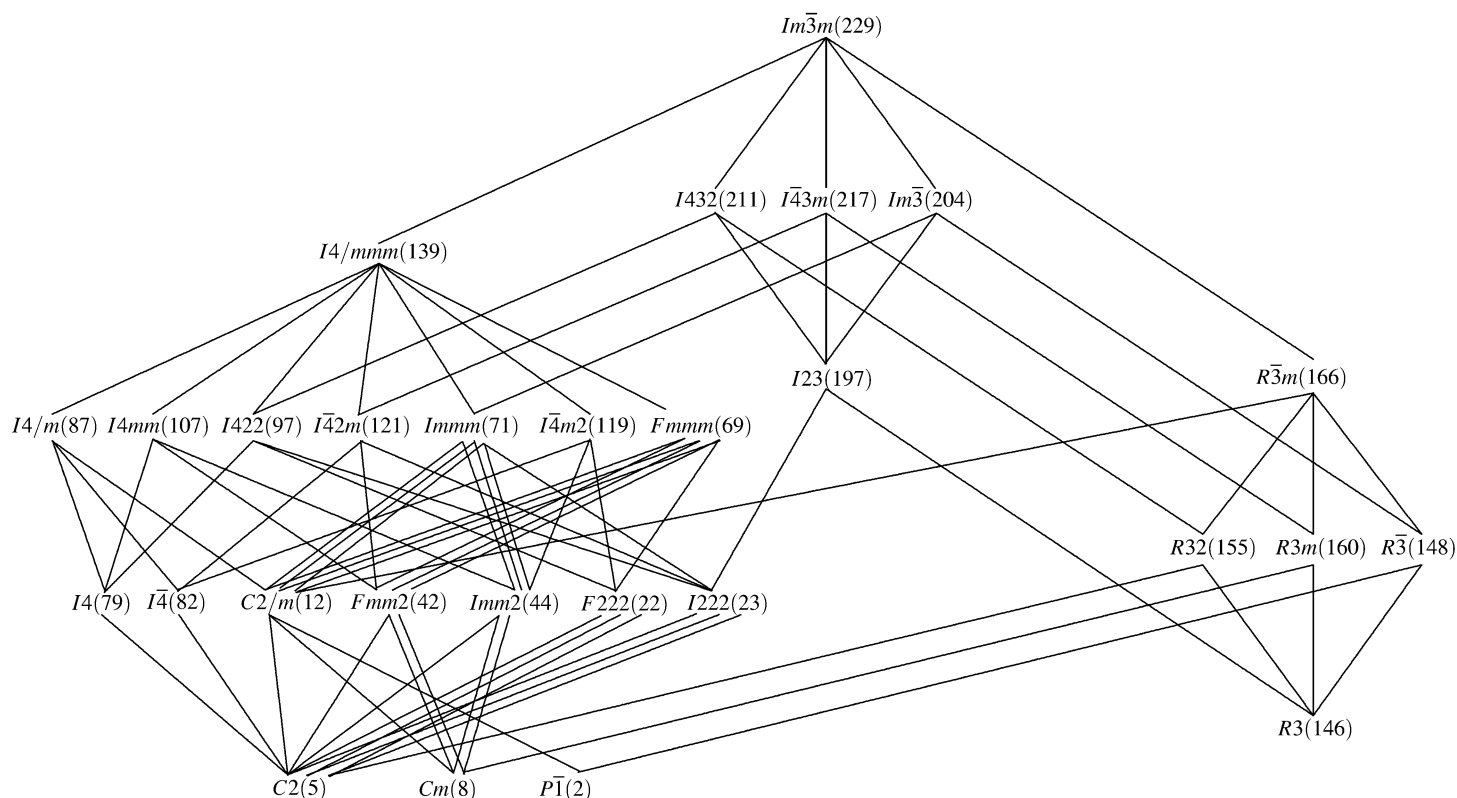 Im3̅m(229)
I432(211) I4̅3m(217) Im3̅(204)
I4/mmm(139)
I23(197)
R3̅m(166)
I4/m(87) I4mm(107) I422(97) I4̅2m(121) Immm(71) I4̅m2(119) Fmmm(69)
R32(155) R3m(160) R3̅(148)
I4(79) I4̅(82) C2/m(12) Fmm2(42) Imm2(44) F222(22) I222(23)
R3(146)
C2(5) Cm(8) P1̅(2)